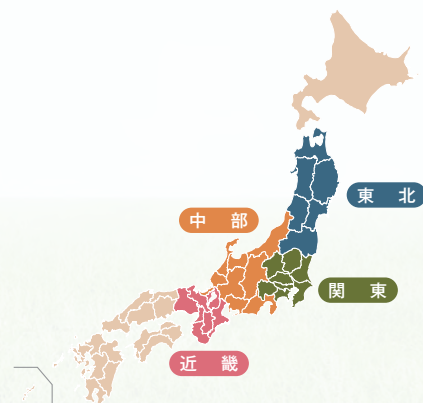 東 北
中 部
関 東
近 畿